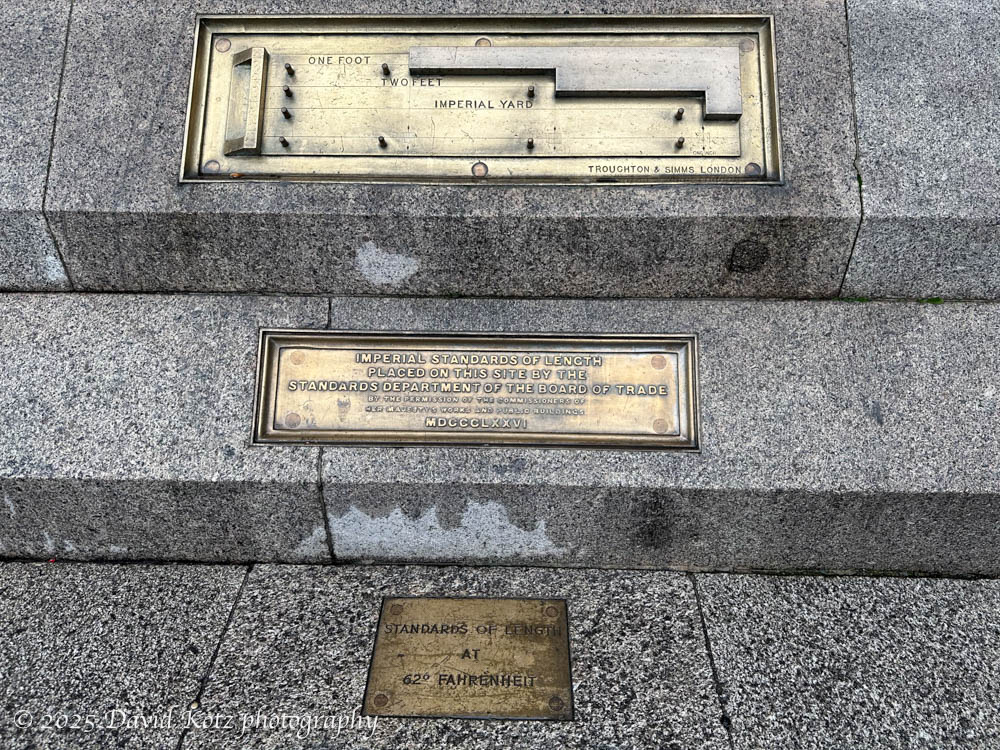 ONE FOOT
TWO FEET
IMPERIAL YARD
TROUGHTON & SIMMS LONDON
IMPERIAL STANDARDS OF LENGTH
PLACED ON THIS SITE BY THE
STANDARDS DEPARTMENT OF THE BOARD OF TRADE
BY THE PERMISSION OF THE COMMISSIONERS OF
HER MAJESTY'S WORKS AND PUBLIC BUILDINGS
MDCCCLXXVI
STANDARDS OF LENGTH
AT
62° FAHRENHEIT
© 2025 David Kotz photography